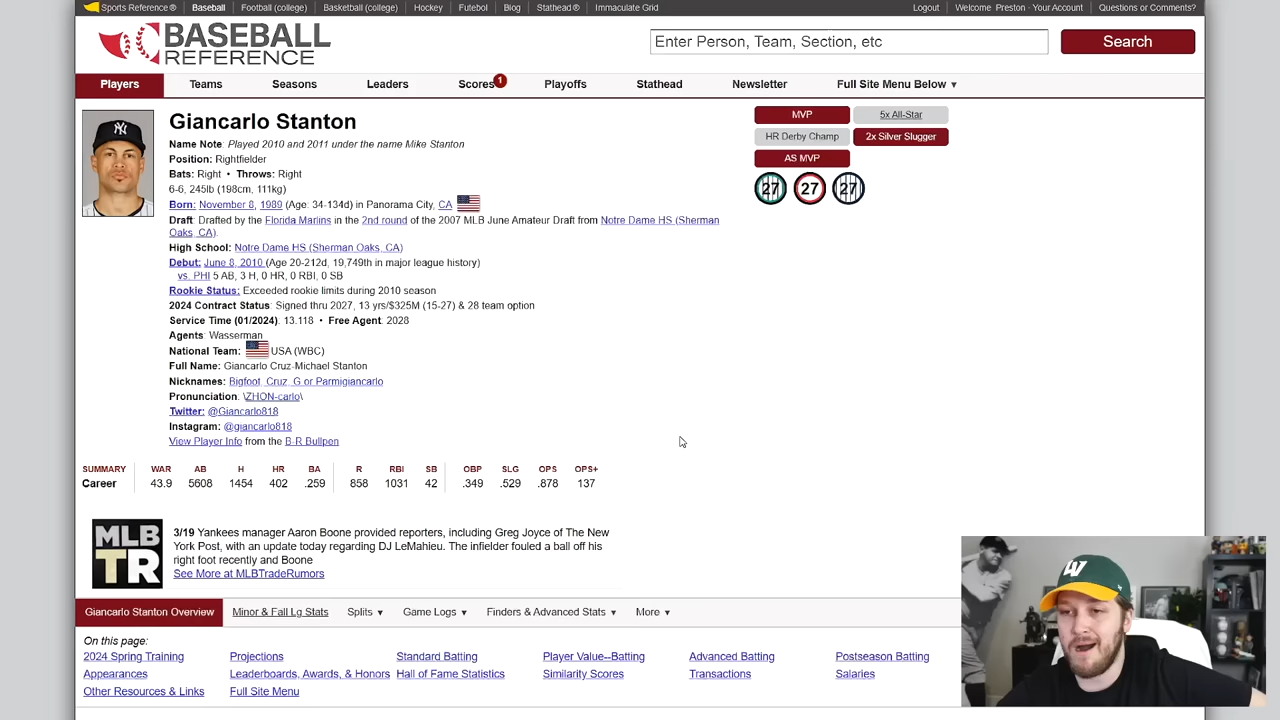 Sports Reference® Baseball Football (college) Basketball (college) Hockey Futebol Blog Stathead® Immaculate Grid Logout Welcome Preston · Your Account Questions or Comments?
BASEBALL
REFERENCE
Enter Person, Team, Section, etc Search
Players Teams Seasons Leaders Scores 1 Playoffs Stathead Newsletter Full Site Menu Below ▼
Giancarlo Stanton
Name Note: Played 2010 and 2011 under the name Mike Stanton
Position: Rightfielder
Bats: Right • Throws: Right
6-6, 245lb (198cm, 111kg)
Born: November 8, 1989 (Age: 34-134d) in Panorama City, CA
Draft: Drafted by the Florida Marlins in the 2nd round of the 2007 MLB June Amateur Draft from Notre Dame HS (Sherman
Oaks, CA).
High School: Notre Dame HS (Sherman Oaks, CA)
Debut: June 8, 2010 (Age 20-212d, 19,749th in major league history)
vs. PHI 5 AB, 3 H, 0 HR, 0 RBI, 0 SB
Rookie Status: Exceeded rookie limits during 2010 season
2024 Contract Status: Signed thru 2027, 13 yrs/$325M (15-27) & 28 team option
Service Time (01/2024): 13.118 • Free Agent: 2028
Agents: Wasserman
National Team: USA (WBC)
Full Name: Giancarlo Cruz-Michael Stanton
Nicknames: Bigfoot, Cruz, G or Parmigiancarlo
Pronunciation: \ZHON-carlo\
Twitter: @Giancarlo818
Instagram: @giancarlo818
View Player Info from the B-R Bullpen
MVP 5x All-Star
HR Derby Champ 2x Silver Slugger
AS MVP
27 27 27
SUMMARY WAR AB H HR BA R RBI SB OBP SLG OPS OPS+
Career 43.9 5608 1454 402 .259 858 1031 42 .349 .529 .878 137
MLB
TR
3/19 Yankees manager Aaron Boone provided reporters, including Greg Joyce of The New
York Post, with an update today regarding DJ LeMahieu. The infielder fouled a ball off his
right foot recently and Boone
See More at MLBTradeRumors
Giancarlo Stanton Overview Minor & Fall Lg Stats Splits ▼ Game Logs ▼ Finders & Advanced Stats ▼ More ▼
On this page:
2024 Spring Training Projections Standard Batting Player Value--Batting Advanced Batting Postseason Batting
Appearances Leaderboards, Awards, & Honors Hall of Fame Statistics Similarity Scores Transactions Salaries
Other Resources & Links Full Site Menu
W